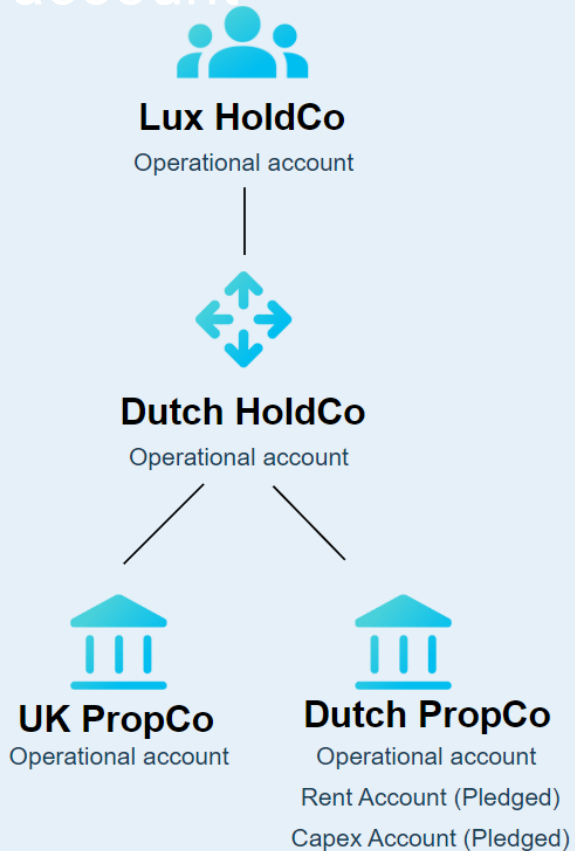 account
Lux HoldCo
Operational account
Dutch HoldCo
Operational account
UK PropCo
Operational account
Dutch PropCo
Operational account
Rent Account (Pledged)
Capex Account (Pledged)